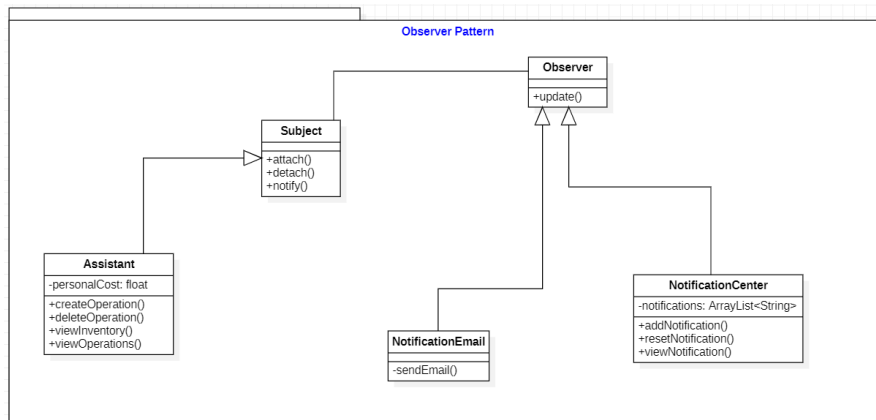 Observer Pattern
Observer
+update()
Subject
+attach()
+detach()
+notify()
Assistant
-personalCost: float
+createOperation()
+deleteOperation()
+viewInventory()
+viewOperations()
NotificationEmail
-sendEmail()
NotificationCenter
-notifications: ArrayList<String>
+addNotification()
+resetNotification()
+viewNotification()